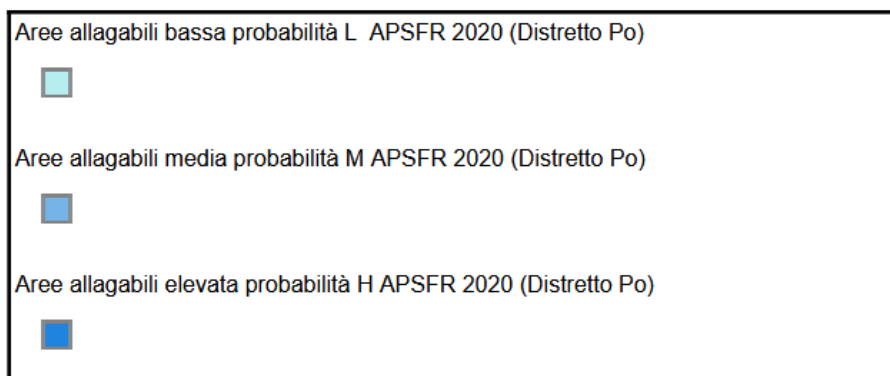 Aree allagabili bassa probabilità L  APSFR 2020 (Distretto Po)
Aree allagabili media probabilità M APSFR 2020 (Distretto Po)
Aree allagabili elevata probabilità H APSFR 2020 (Distretto Po)